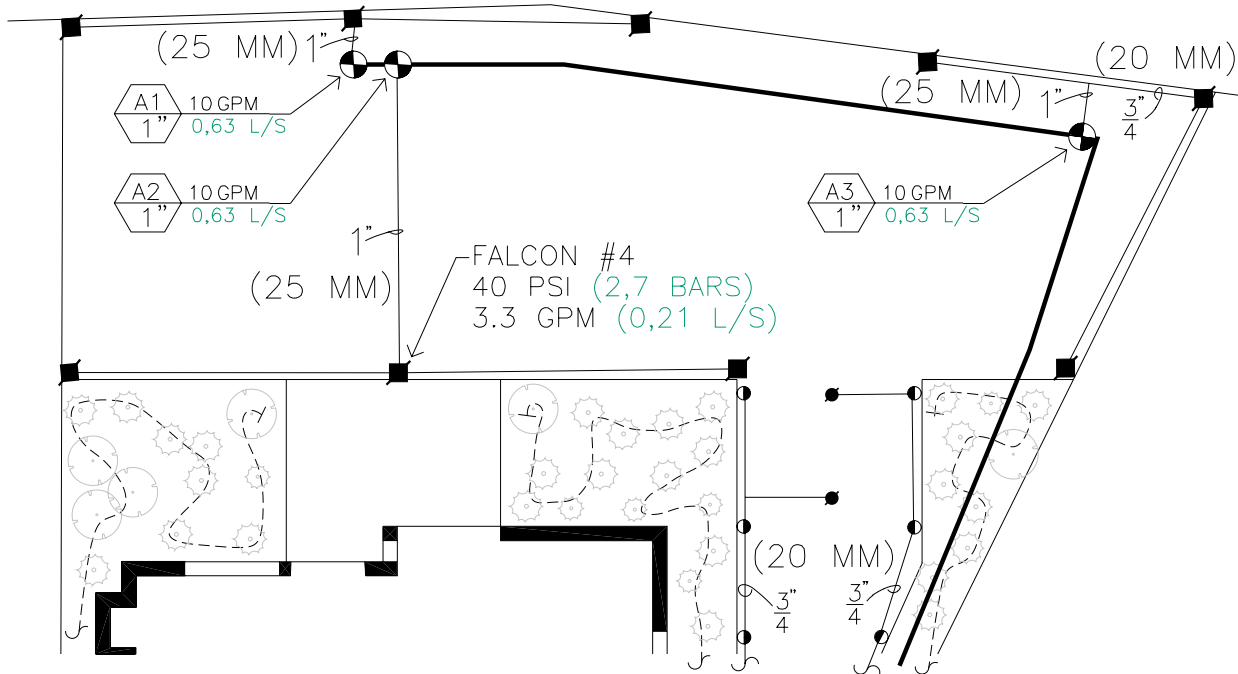 (25 MM) 1"
(20 MM)
(25 MM) 1" 3"
4
A1 10 GPM
1" 0,63 L/S
A2 10 GPM
1" 0,63 L/S
A3 10 GPM
1" 0,63 L/S
1"
(25 MM)
FALCON #4
40 PSI (2,7 BARS)
3.3 GPM (0,21 L/S)
(20 MM)
3"
4
3"
4